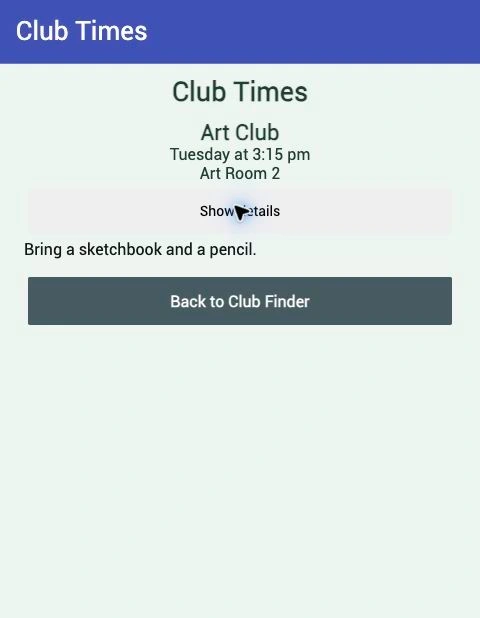 Club Times
Club Times
Art Club
Tuesday at 3:15 pm
Art Room 2
Show details
Bring a sketchbook and a pencil.
Back to Club Finder